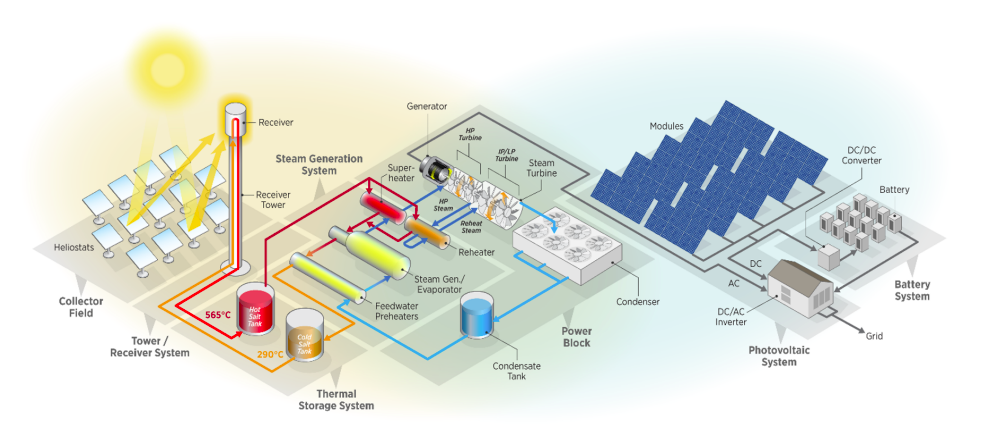 Generator
HP
Turbine
IP/LP
Turbine
Steam
Turbine
Receiver
Steam Generation
System
Super-
heater
HP
Steam
Reheat
Steam
Reheater
Receiver
Tower
Heliostats
Steam Gen./
Evaporator
Feedwater
Preheaters
Condenser
Collector
Field
565°C
Hot
Salt
Tank
290°C
Cold
Salt
Tank
Tower /
Receiver System
Thermal
Storage System
Condensate
Tank
Power
Block
Modules
DC/DC
Converter
Battery
DC
AC
DC/AC
Inverter
Battery
System
Grid
Photovoltaic
System